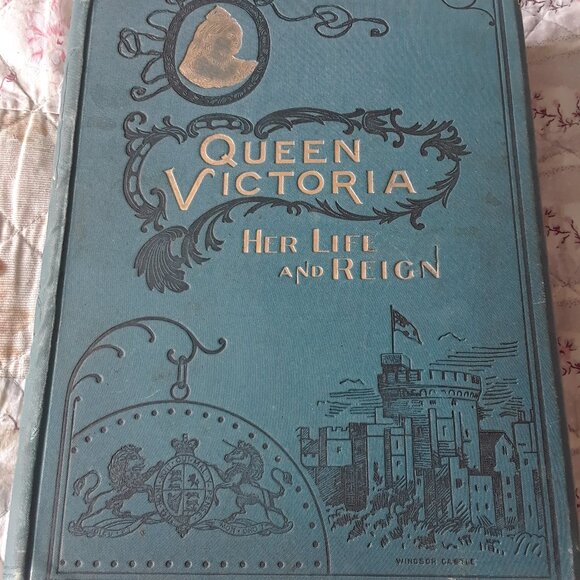 QUEEN
VICTORIA
HER LIFE
AND REIGN
WINDSOR CASTLE